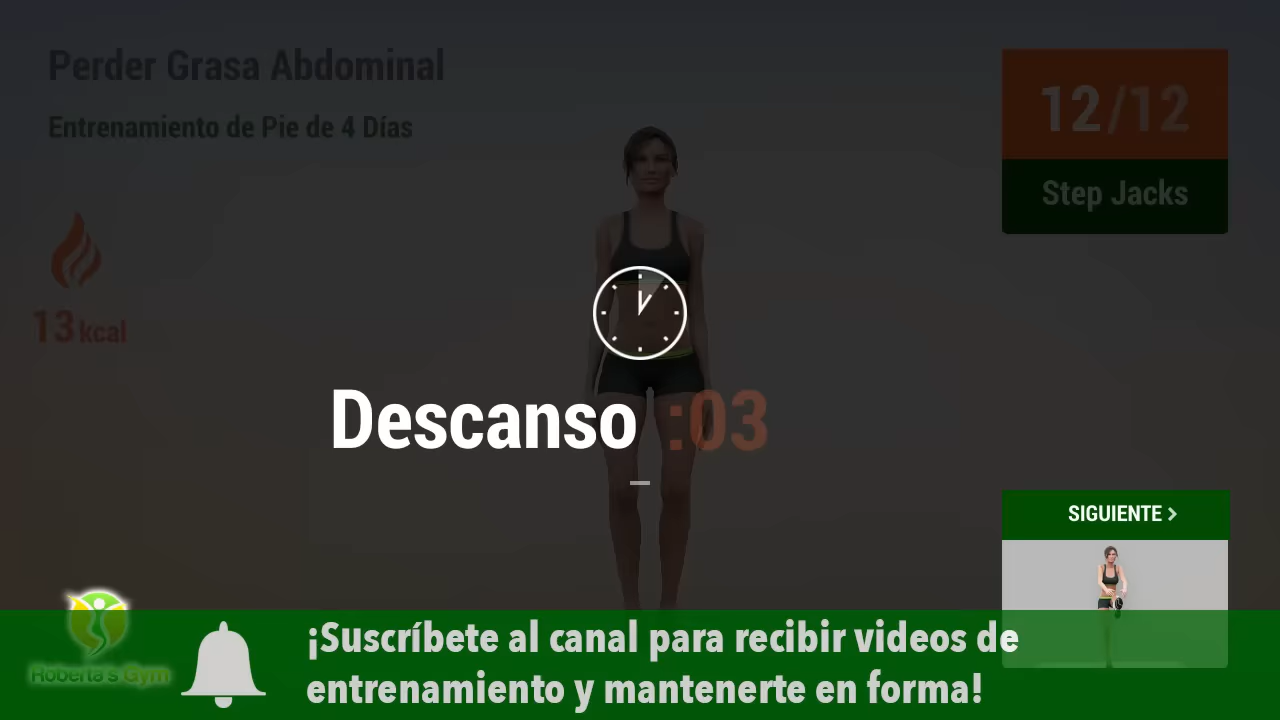 Perder Grasa Abdominal
Entrenamiento de Pie de 4 Días
12/12
Step Jacks
13 kcal
Descanso :03
SIGUIENTE >
Roberta's Gym
¡Suscríbete al canal para recibir videos de
entrenamiento y mantenerte en forma!